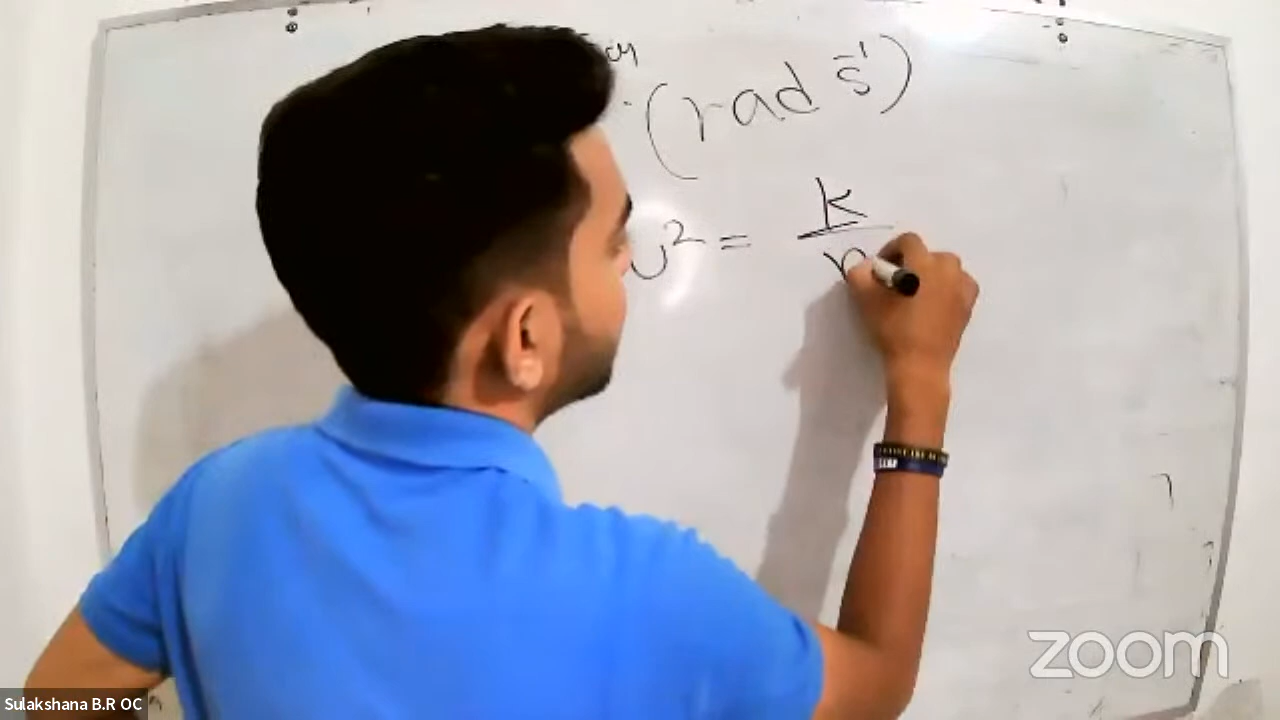 (rad s⁻¹)
ω² = k
zoom
Sulakshana B.R OC